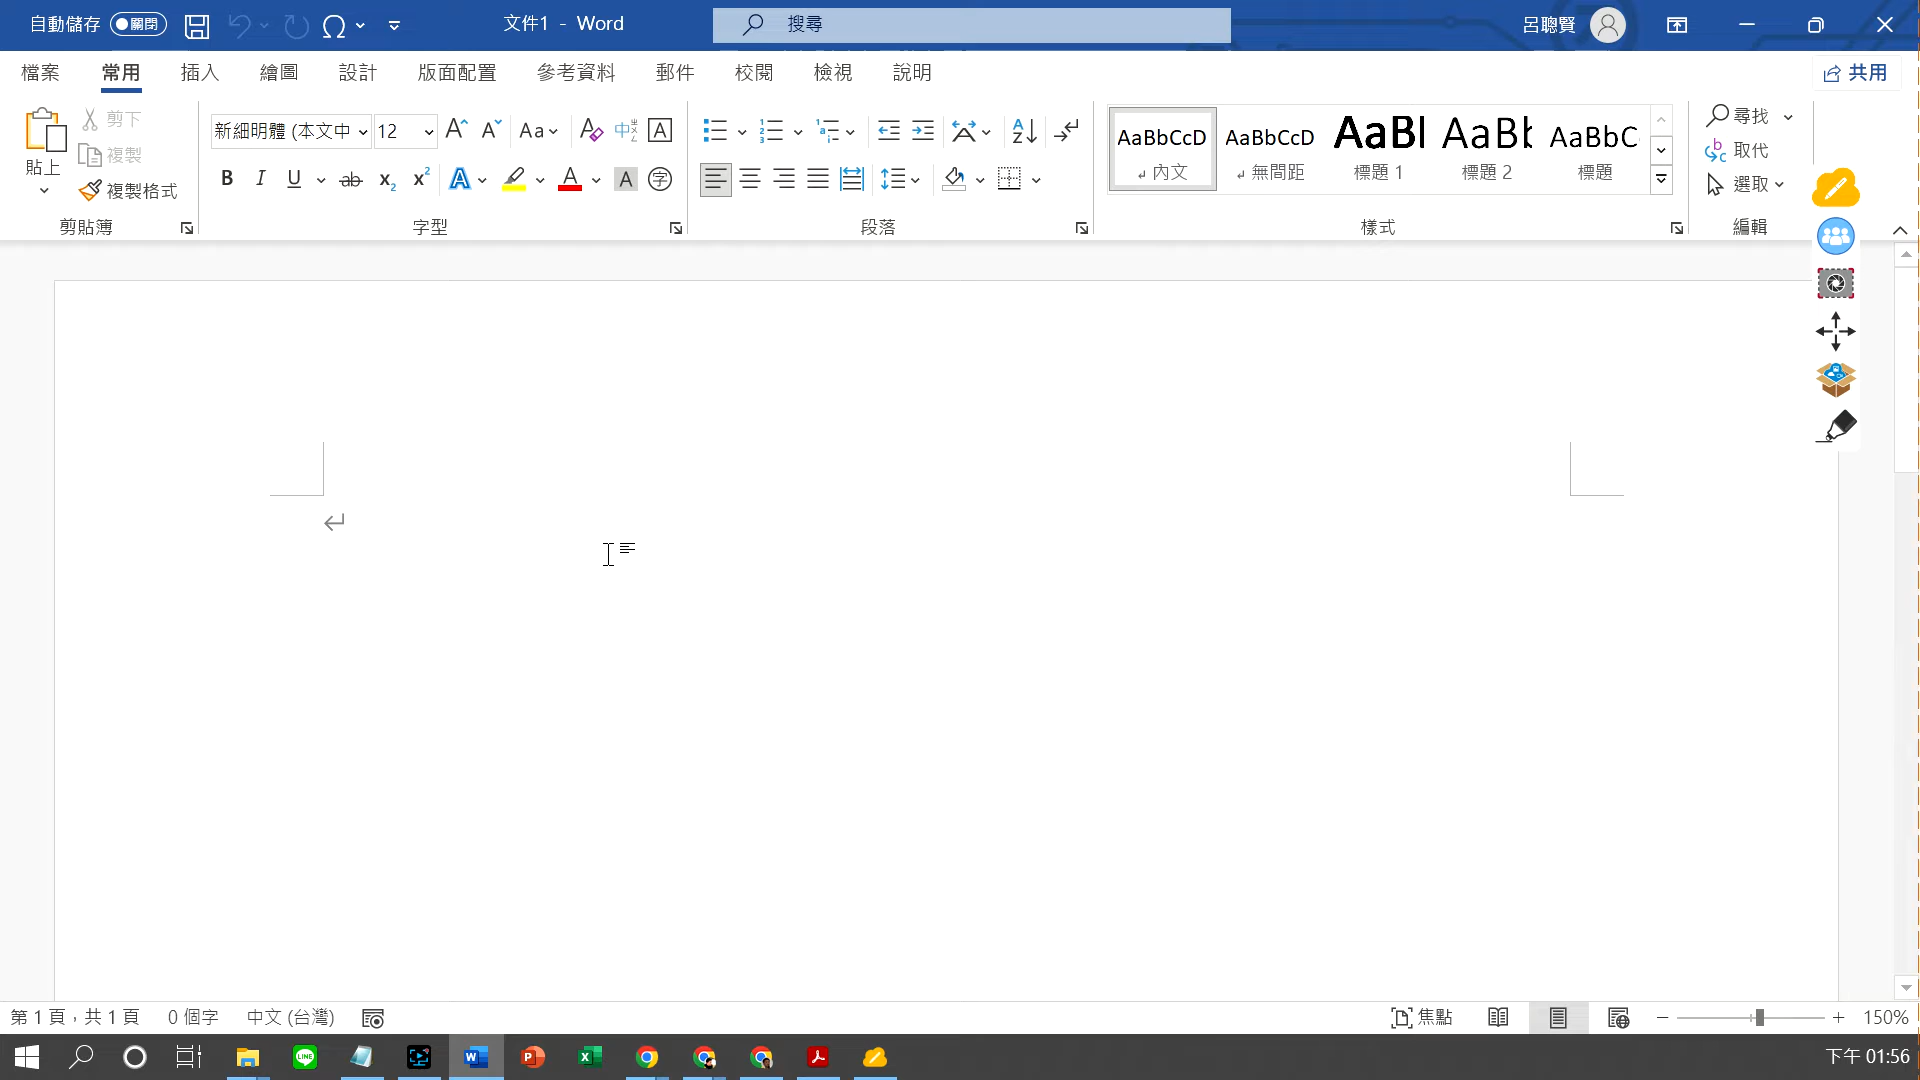 自動儲存 關閉 文件1 - Word 搜尋 呂聰賢
檔案 常用 插入 繪圖 設計 版面配置 參考資料 郵件 校閱 檢視 說明 共用
貼上
剪下
複製
複製格式
剪貼簿
新細明體 (本文中 12 Aa 中 A
B I U ab x₂ x² A A A 字
字型
段落
AaBbCcD AaBbCcD AaBl AaBb AaBbC
內文 無間距 標題 1 標題 2 標題
樣式
尋找
取代
選取
編輯
第 1 頁，共 1 頁 0 個字 中文 (台灣) 焦點 150%
下午 01:56